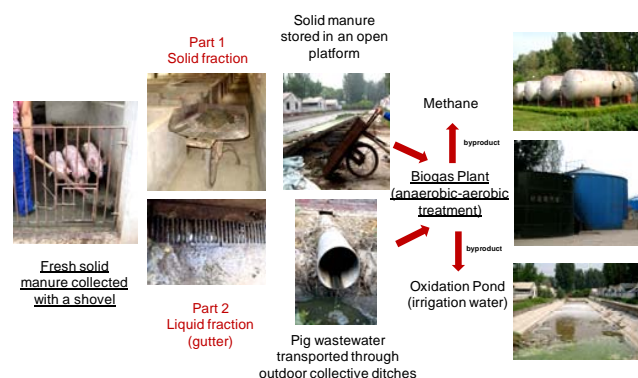 Part 1
Solid fraction
Solid manure
stored in an open
platform
Methane
byproduct
Biogas Plant
(anaerobic-aerobic
treatment)
byproduct
Oxidation Pond
(irrigation water)
Fresh solid
manure collected
with a shovel
Part 2
Liquid fraction
(gutter)
Pig wastewater
transported through
outdoor collective ditches